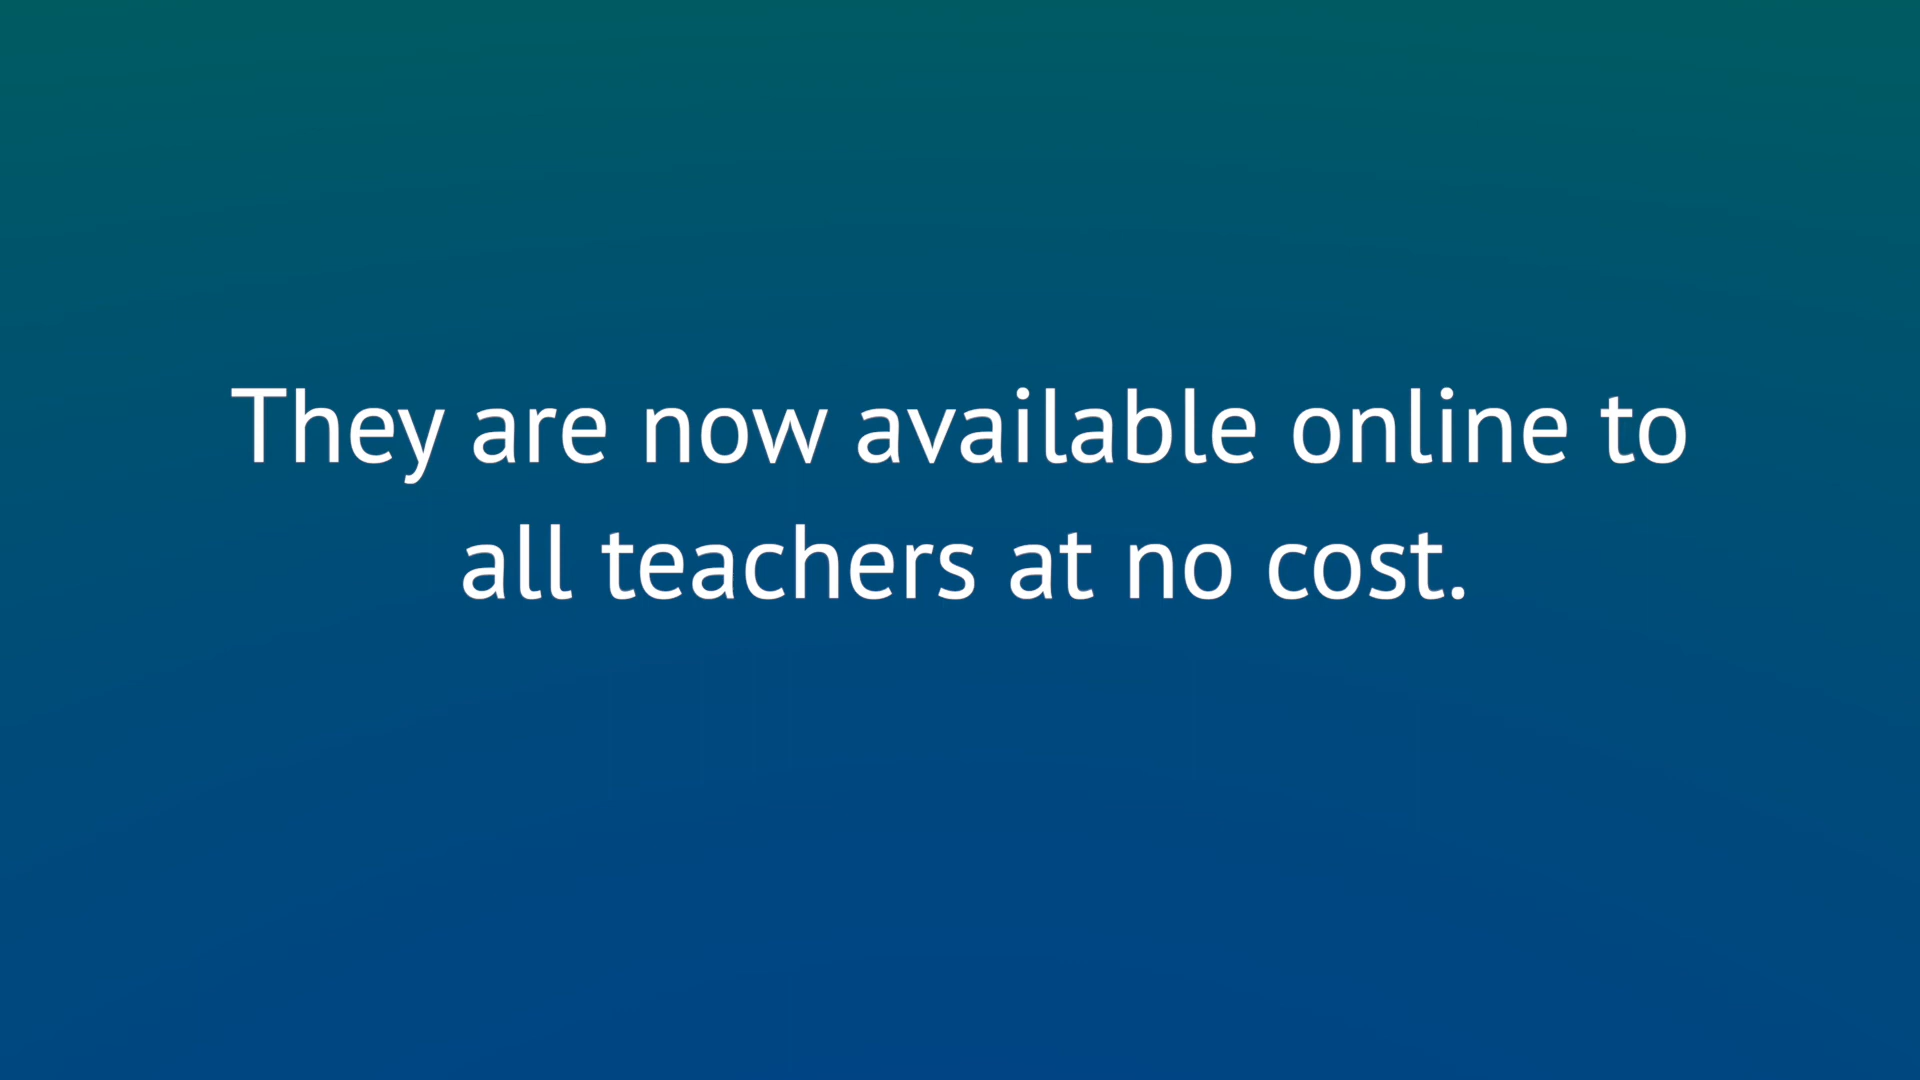 They are now available online to
all teachers at no cost.